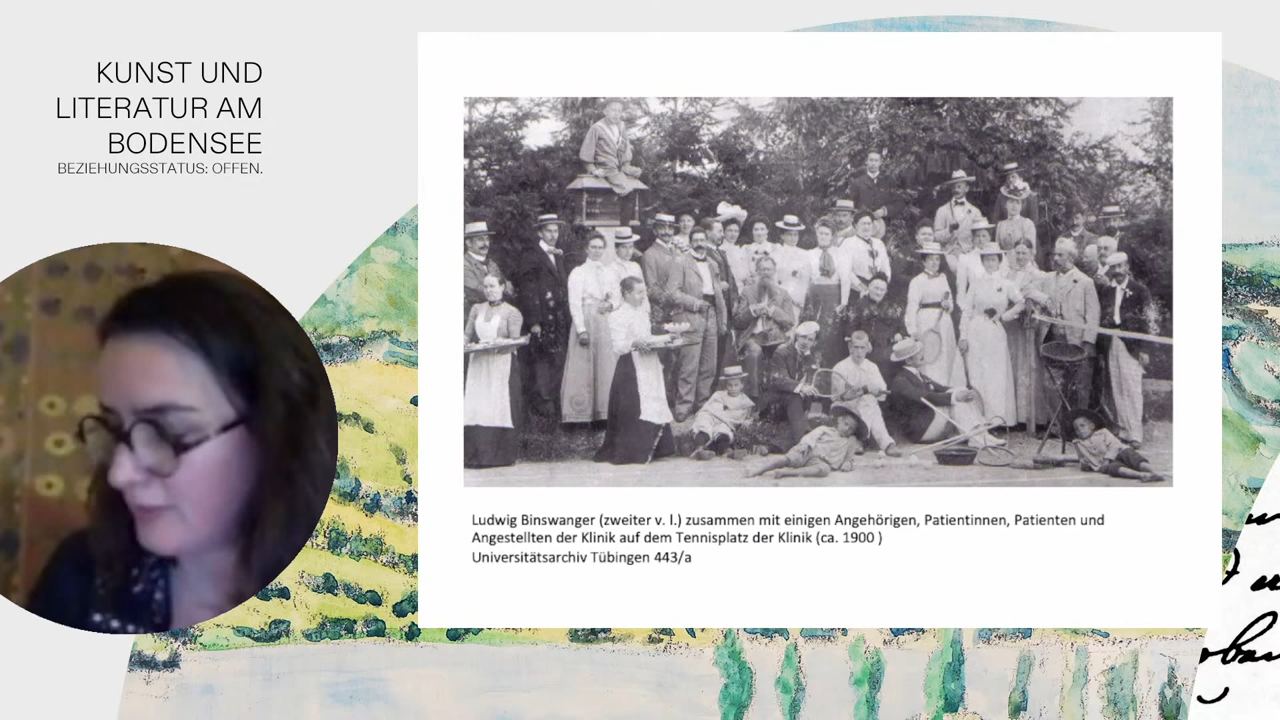 KUNST UND
LITERATUR AM
BODENSEE
BEZIEHUNGSSTATUS: OFFEN.
Ludwig Binswanger (zweiter v. l.) zusammen mit einigen Angehörigen, Patientinnen, Patienten und
Angestellten der Klinik auf dem Tennisplatz der Klinik (ca. 1900 )
Universitätsarchiv Tübingen 443/a